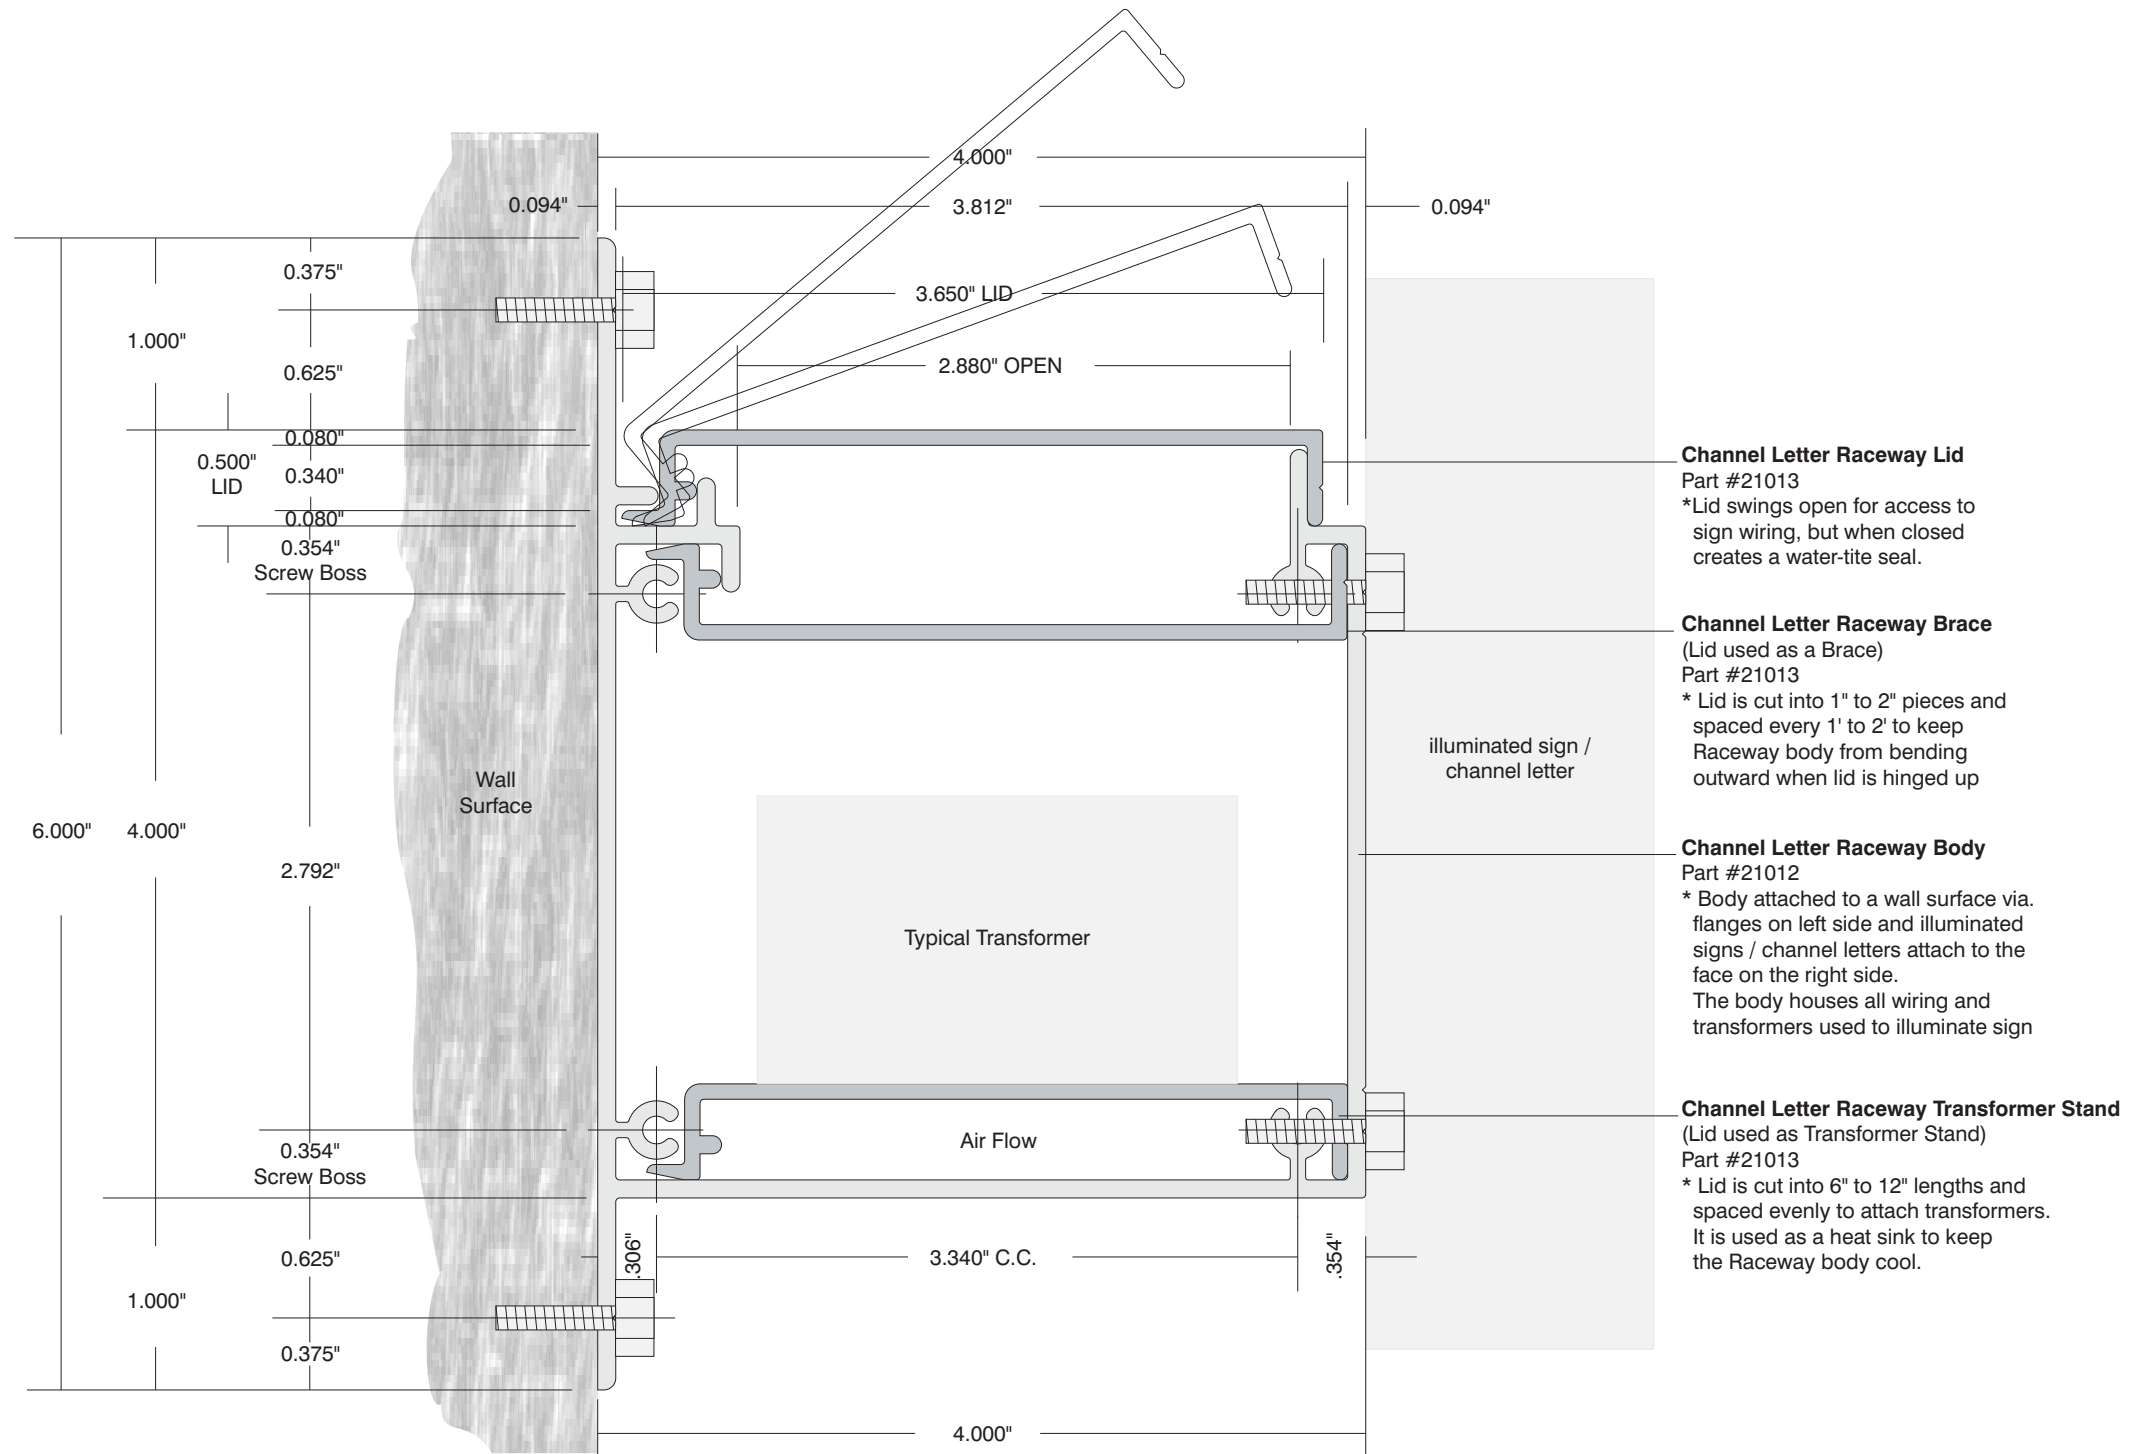 4.000"
0.094"
3.812"
0.094"
0.375"
3.650" LID
1.000"
0.625"
2.880" OPEN
0.080"
0.500"
LID
0.340"
0.080"
0.354"
Screw Boss
Wall
Surface
6.000"
4.000"
2.792"
illuminated sign /
channel letter
Typical Transformer
Air Flow
0.354"
Screw Boss
0.625"
.306"
3.340" C.C.
.354"
1.000"
0.375"
4.000"
Channel Letter Raceway Lid
Part #21013
*Lid swings open for access to
sign wiring, but when closed
creates a water-tite seal.
Channel Letter Raceway Brace
(Lid used as a Brace)
Part #21013
* Lid is cut into 1" to 2" pieces and
spaced every 1' to 2' to keep
Raceway body from bending
outward when lid is hinged up
Channel Letter Raceway Body
Part #21012
* Body attached to a wall surface via.
flanges on left side and illuminated
signs / channel letters attach to the
face on the right side.
The body houses all wiring and
transformers used to illuminate sign
Channel Letter Raceway Transformer Stand
(Lid used as Transformer Stand)
Part #21013
* Lid is cut into 6" to 12" lengths and
spaced evenly to attach transformers.
It is used as a heat sink to keep
the Raceway body cool.